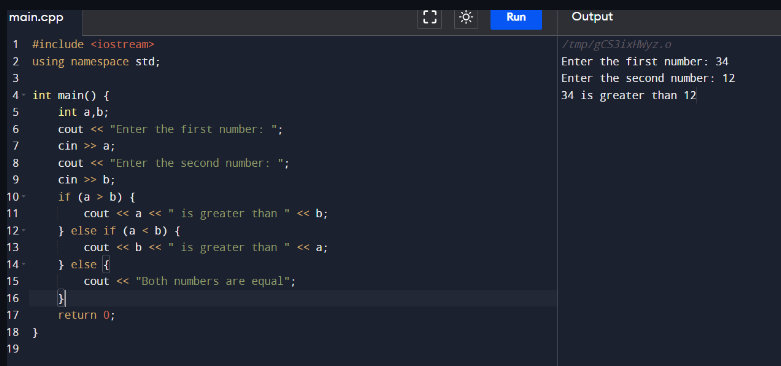 main.cpp
Run
Output
1 #include <iostream>
2 using namespace std;
3
4 int main() {
5     int a,b;
6     cout << "Enter the first number: ";
7     cin >> a;
8     cout << "Enter the second number: ";
9     cin >> b;
10     if (a > b) {
11         cout << a << " is greater than " << b;
12     } else if (a < b) {
13         cout << b << " is greater than " << a;
14     } else {
15         cout << "Both numbers are equal";
16     }
17     return 0;
18 }
19
/tmp/gCS3ixHWyz.o
Enter the first number: 34
Enter the second number: 12
34 is greater than 12